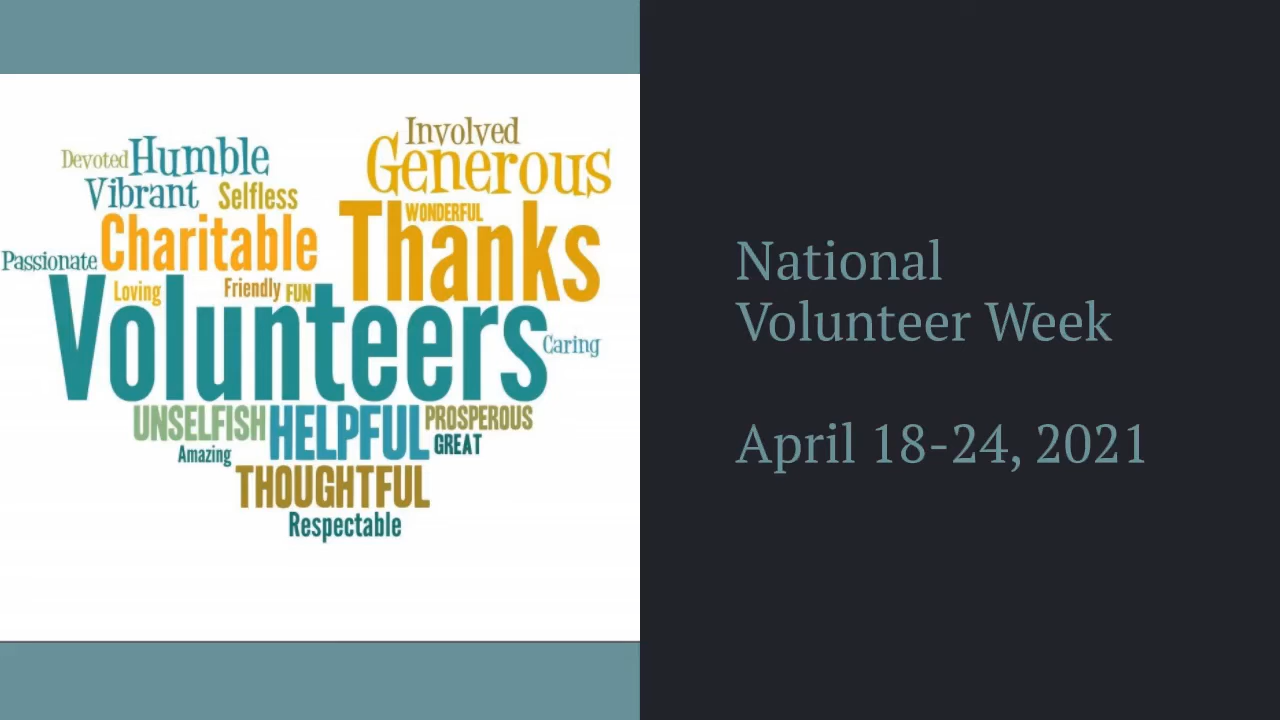 Involved
Devoted Humble Generous
Vibrant Selfless
WONDERFUL
Charitable Thanks
Passionate
Loving Friendly FUN
Volunteers
Caring
UNSELFISH HELPFUL PROSPEROUS
Amazing GREAT
THOUGHTFUL
Respectable
National
Volunteer Week
April 18-24, 2021